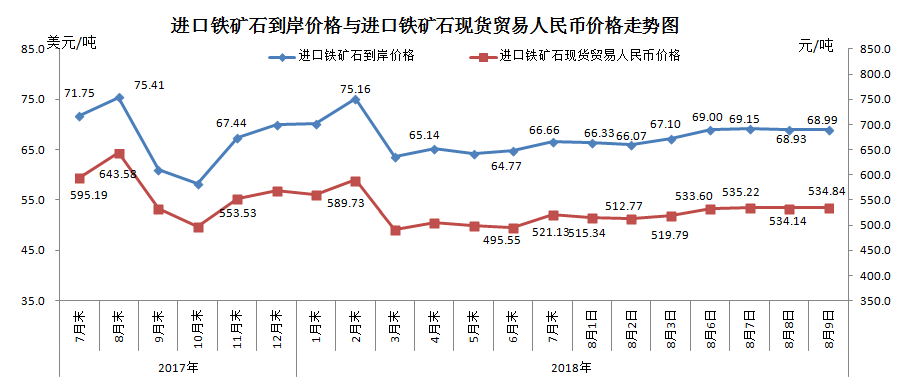 进口铁矿石到岸价格与进口铁矿石现货贸易人民币价格走势图
美元/吨
元/吨
进口铁矿石到岸价格
进口铁矿石现货贸易人民币价格
85.0
75.0
65.0
55.0
45.0
35.0
850.0
800.0
750.0
700.0
650.0
600.0
550.0
500.0
450.0
400.0
350.0
71.75
75.41
67.44
75.16
65.14
64.77
66.66
66.33
66.07
67.10
69.00
69.15
68.93
68.99
595.19
643.58
553.53
589.73
495.55
521.13
515.34
512.77
519.79
533.60
535.22
534.14
534.84
7月末
8月末
9月末
10月末
11月末
12月末
1月末
2月末
3月末
4月末
5月末
6月末
7月末
8月1日
8月2日
8月3日
8月6日
8月7日
8月8日
8月9日
2017年
2018年